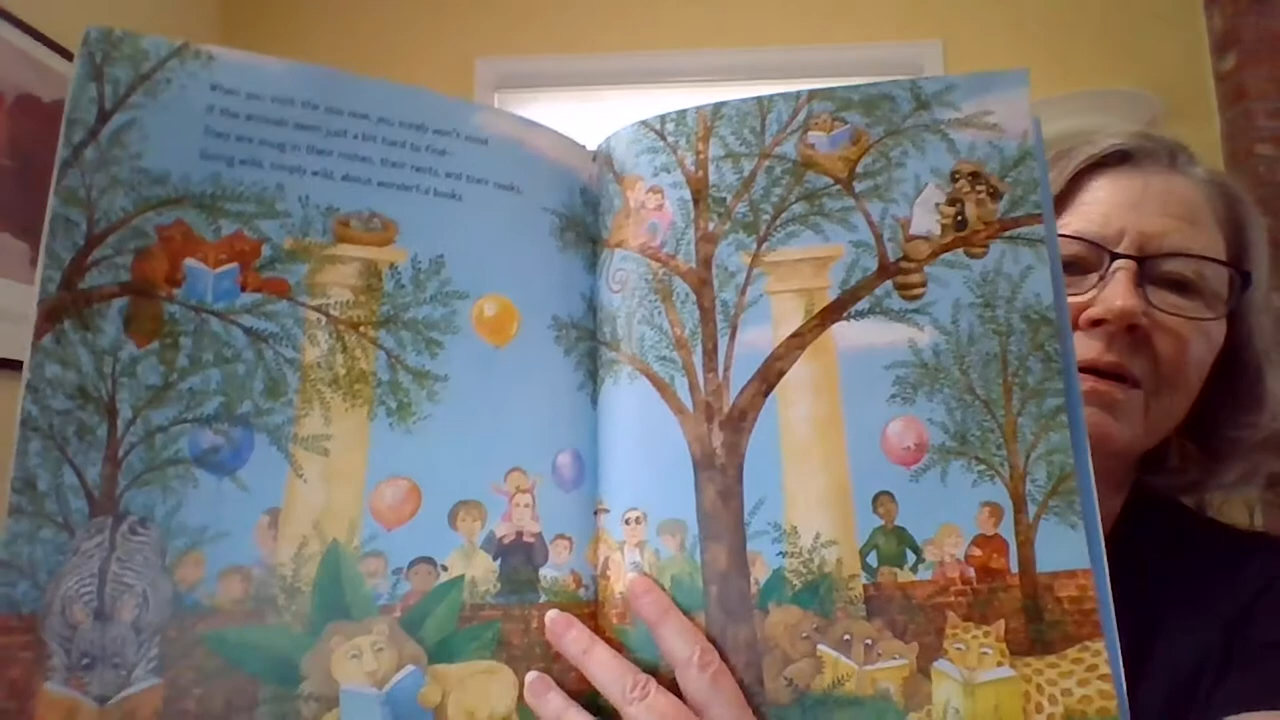 When you visit the zoo now, you surely won't mind
if the animals seem just a bit hard to find—
they are snug in their niches, their nests, and their nooks,
going wild, simply wild, about wonderful books.